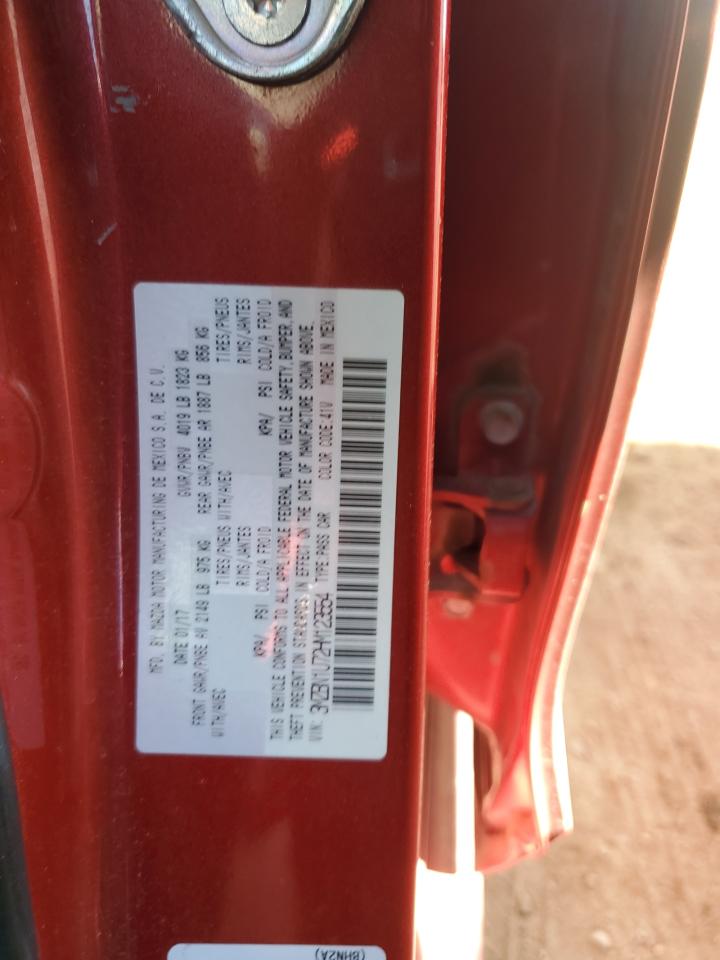 MFD. BY MAZDA MOTOR MANUFACTURING DE MEXICO S.A. DE C.V.
DATE 01/17 GVWR/PNBV 4019 LB 1823 KG
FRONT GAWR/PNBE AV 2149 LB 975 KG REAR GAWR/PNBE AR 1887 LB 856 KG
WITH/AVEC TIRES/PNEUS WITH/AVEC TIRES/PNEUS
RIMS/JANTES RIMS/JANTES
KPA/ PSI COLD/A FROID KPA/ PSI COLD/A FROID
THIS VEHICLE CONFORMS TO ALL APPLICABLE FEDERAL MOTOR VEHICLE SAFETY, BUMPER, AND
THEFT PREVENTION STANDARDS IN EFFECT ON THE DATE OF MANUFACTURE SHOWN ABOVE.
VIN: 3MZBN1U72HM123554 TYPE:PASS CAR COLOR CODE:41V MADE IN MEXICO
(BHN2A)